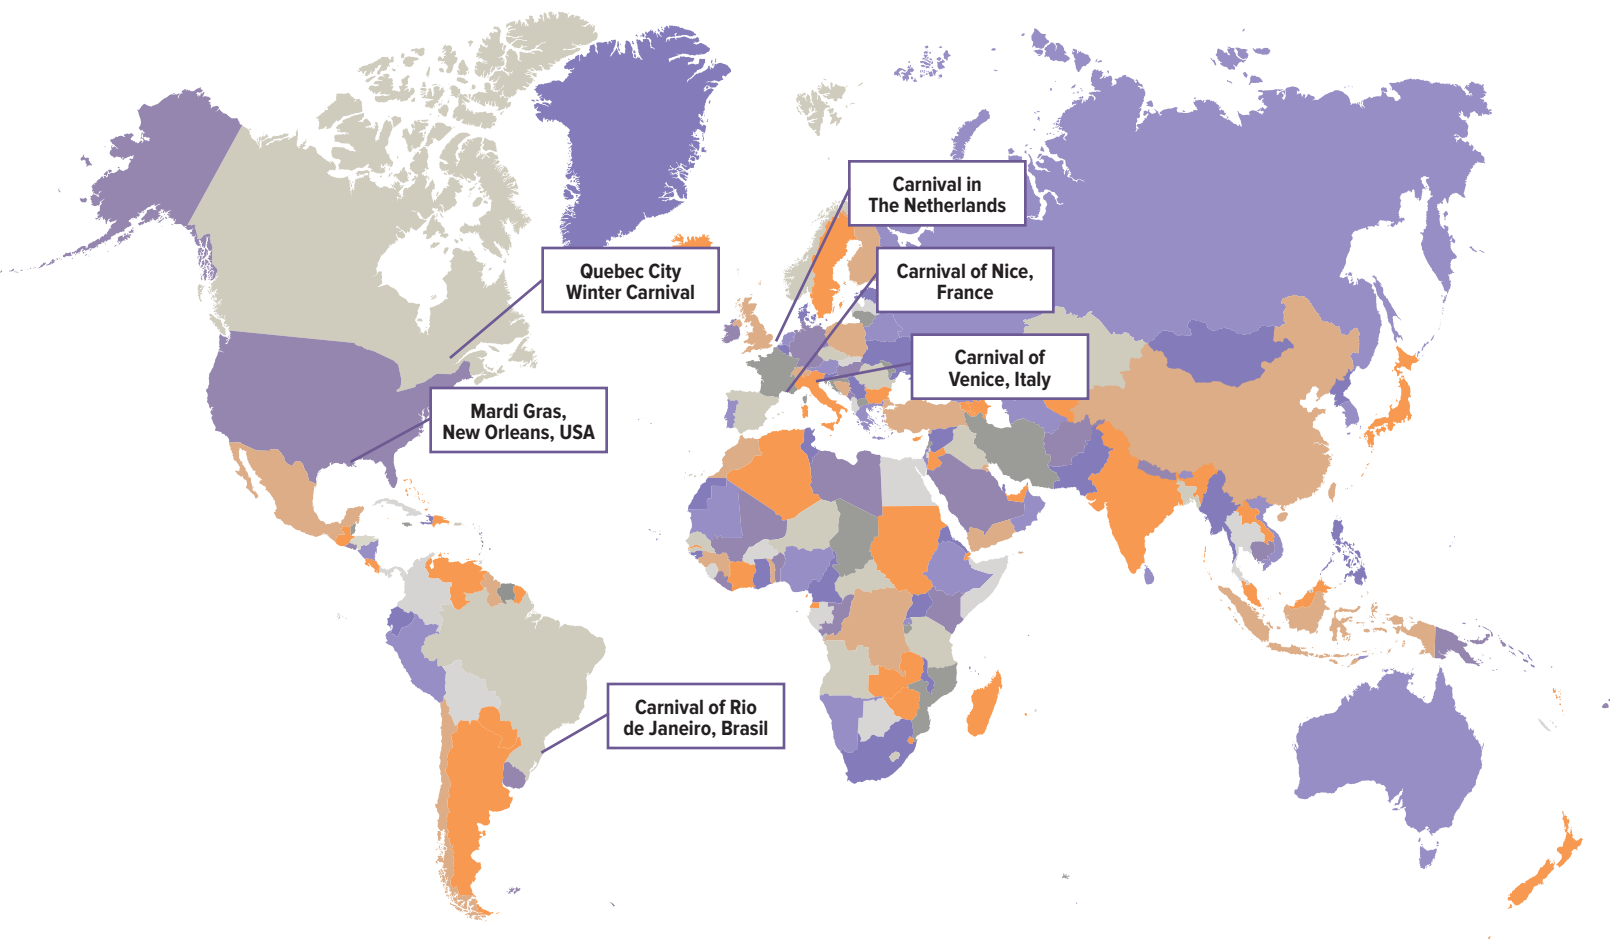 Carnival in
The Netherlands
Quebec City
Winter Carnival
Carnival of Nice,
France
Carnival of
Venice, Italy
Mardi Gras,
New Orleans, USA
Carnival of Rio
de Janeiro, Brasil